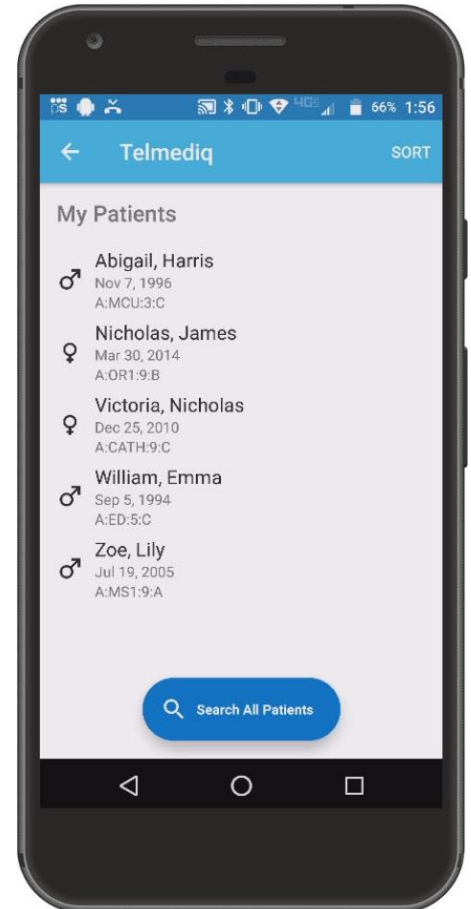 66% 1:56
Telmediq SORT
My Patients
Abigail, Harris
Nov 7, 1996
A:MCU:3:C
Nicholas, James
Mar 30, 2014
A:OR1:9:B
Victoria, Nicholas
Dec 25, 2010
A:CATH:9:C
William, Emma
Sep 5, 1994
A:ED:5:C
Zoe, Lily
Jul 19, 2005
A:MS1:9:A
Search All Patients